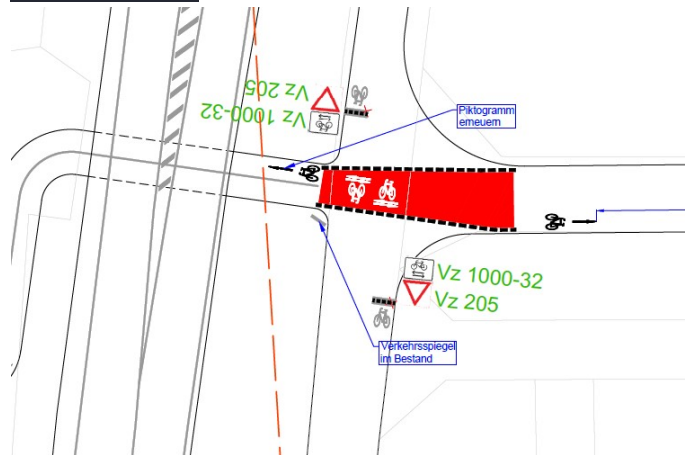 Vz 205
Vz 1000-32
Piktogramm
erneuern
Vz 1000-32
Vz 205
Verkehrsspiegel
im Bestand